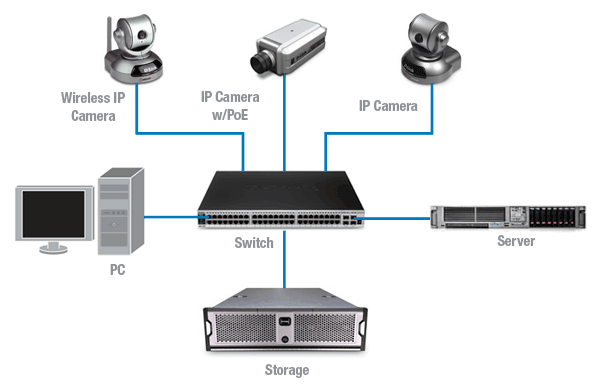 Wireless IP
Camera
IP Camera
w/PoE
IP Camera
PC
Switch
Server
Storage